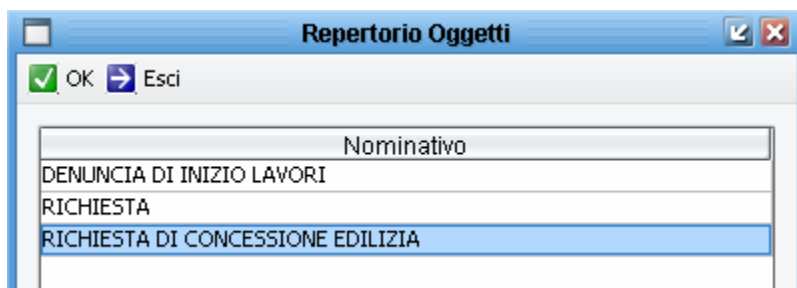 Repertorio Oggetti
OK Esci
Nominativo
DENUNCIA DI INIZIO LAVORI
RICHIESTA
RICHIESTA DI CONCESSIONE EDILIZIA